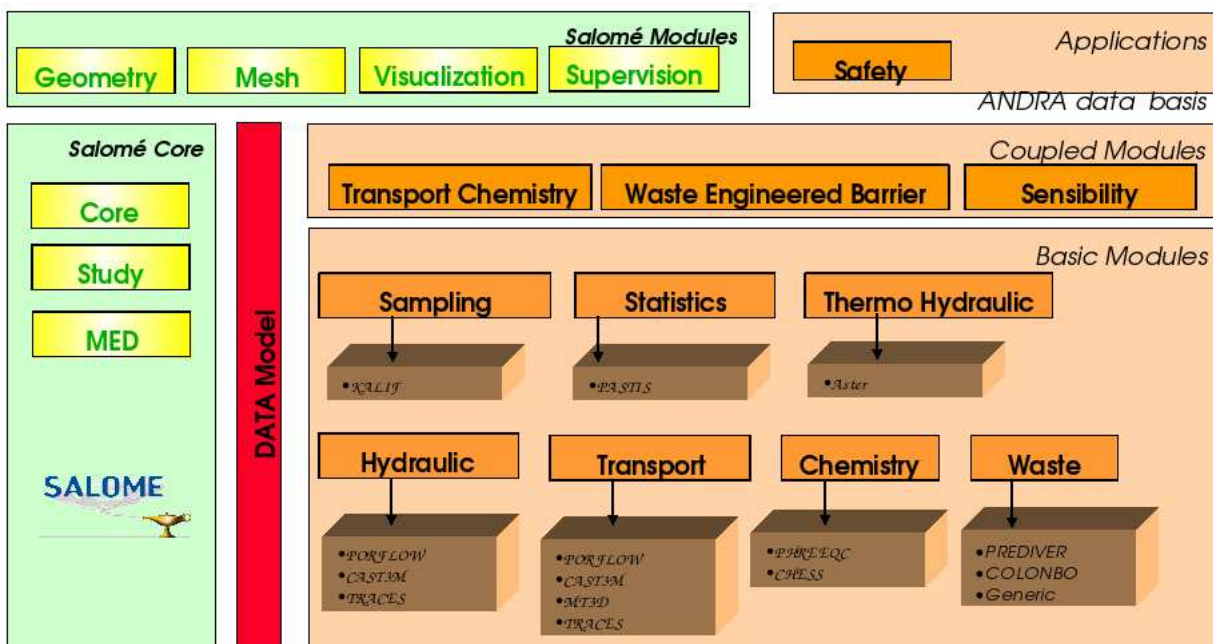 Salomé Modules
Geometry
Mesh
Visualization
Supervision
Applications
Safety
ANDRA data basis
Salomé Core
Core
Study
MED
SALOME
DATA Model
Coupled Modules
Transport Chemistry
Waste Engineered Barrier
Sensibility
Basic Modules
Sampling
•KALIF
Statistics
•PASTIS
Thermo Hydraulic
•Aster
Hydraulic
•PORFLOW
•CAST3M
•TRACES
Transport
•PORFLOW
•CAST3M
•MT3D
•TRACES
Chemistry
•PHREEQC
•CHESS
Waste
•PREDIVER
•COLONBO
•Generic